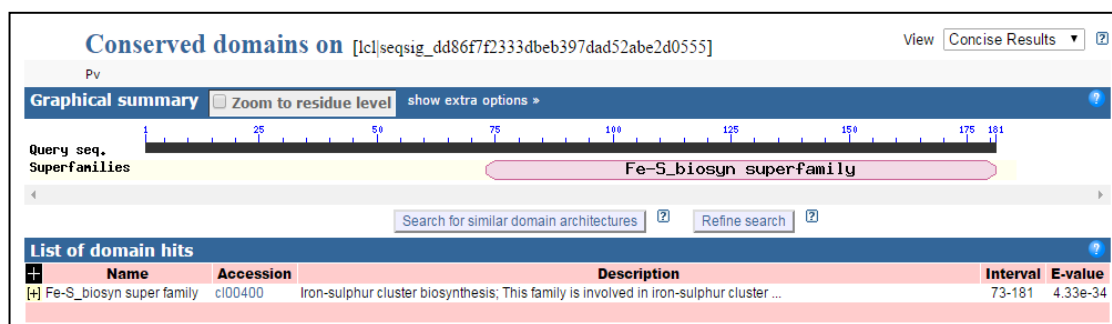 Conserved domains on [lcl|seqsig_dd86f7f2333dbeb397dad52abe2d0555] View Concise Results ▼ ?
Pv
Graphical summary Zoom to residue level show extra options » ?
1 25 50 75 100 125 150 175 181
Query seq.
Superfamilies Fe-S_biosyn superfamily
Search for similar domain architectures ? Refine search ?
List of domain hits ?
+ Name Accession Description Interval E-value
[+] Fe-S_biosyn super family cl00400 Iron-sulphur cluster biosynthesis; This family is involved in iron-sulphur cluster ... 73-181 4.33e-34